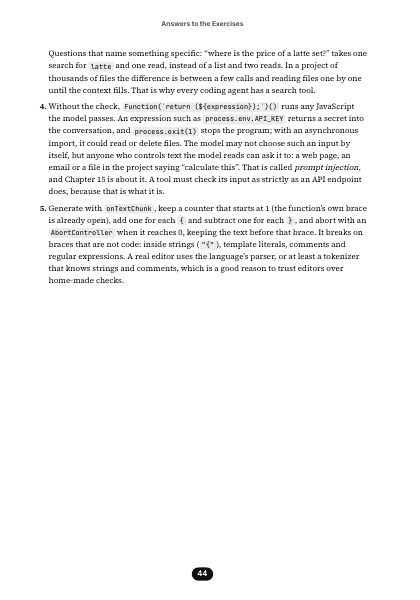 Answers to the Exercises
Questions that name something specific: “where is the price of a latte set?” takes one
search for latte and one read, instead of a list and two reads. In a project of
thousands of files the difference is between a few calls and reading files one by one
until the context fills. That is why every coding agent has a search tool.
4. Without the check, Function(`return (${expression});`)() runs any JavaScript
the model passes. An expression such as process.env.API_KEY returns a secret into
the conversation, and process.exit(1) stops the program; with an asynchronous
import, it could read or delete files. The model may not choose such an input by
itself, but anyone who controls text the model reads can ask it to: a web page, an
email or a file in the project saying “calculate this”. That is called prompt injection,
and Chapter 15 is about it. A tool must check its input as strictly as an API endpoint
does, because that is what it is.
5. Generate with onTextChunk, keep a counter that starts at 1 (the function’s own brace
is already open), add one for each { and subtract one for each }, and abort with an
AbortController when it reaches 0, keeping the text before that brace. It breaks on
braces that are not code: inside strings ("{"), template literals, comments and
regular expressions. A real editor uses the language’s parser, or at least a tokenizer
that knows strings and comments, which is a good reason to trust editors over
home-made checks.
44